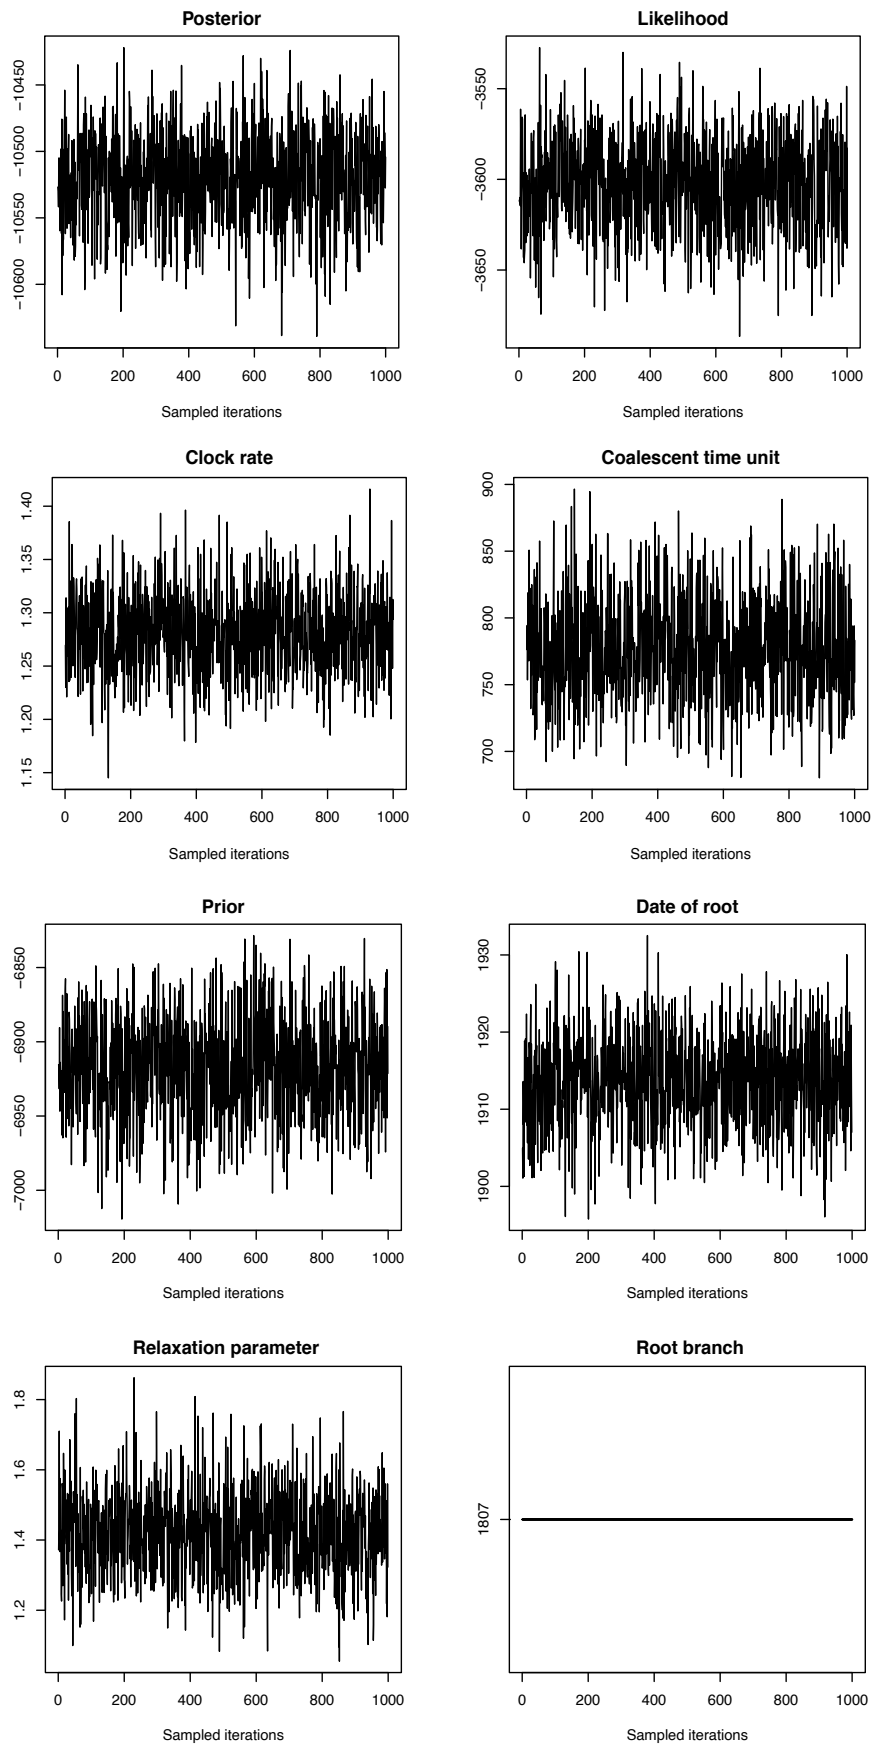 Posterior
−10450
−10500
−10550
−10600
0 200 400 600 800 1000
Sampled iterations
Likelihood
−3550
−3600
−3650
0 200 400 600 800 1000
Sampled iterations
Clock rate
1.40
1.35
1.30
1.25
1.20
1.15
0 200 400 600 800 1000
Sampled iterations
Coalescent time unit
900
850
800
750
700
0 200 400 600 800 1000
Sampled iterations
Prior
−6850
−6900
−6950
−7000
0 200 400 600 800 1000
Sampled iterations
Date of root
1930
1920
1910
1900
0 200 400 600 800 1000
Sampled iterations
Relaxation parameter
1.8
1.6
1.4
1.2
0 200 400 600 800 1000
Sampled iterations
Root branch
1807
0 200 400 600 800 1000
Sampled iterations